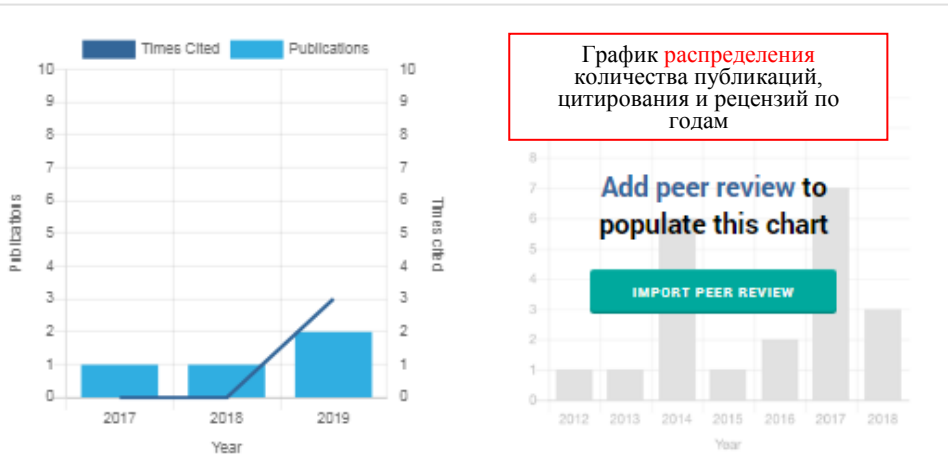 Times Cited Publications
10
9
8
7
6
5
4
3
2
1
0
Publications
10
9
8
7
6
5
4
3
2
1
0
Times cited
2017 2018 2019
Year
График распределения
количества публикаций,
цитирования и рецензий по
годам
8
7
6
5
4
3
2
1
0
Add peer review to
populate this chart
IMPORT PEER REVIEW
2012 2013 2014 2015 2016 2017 2018
Year